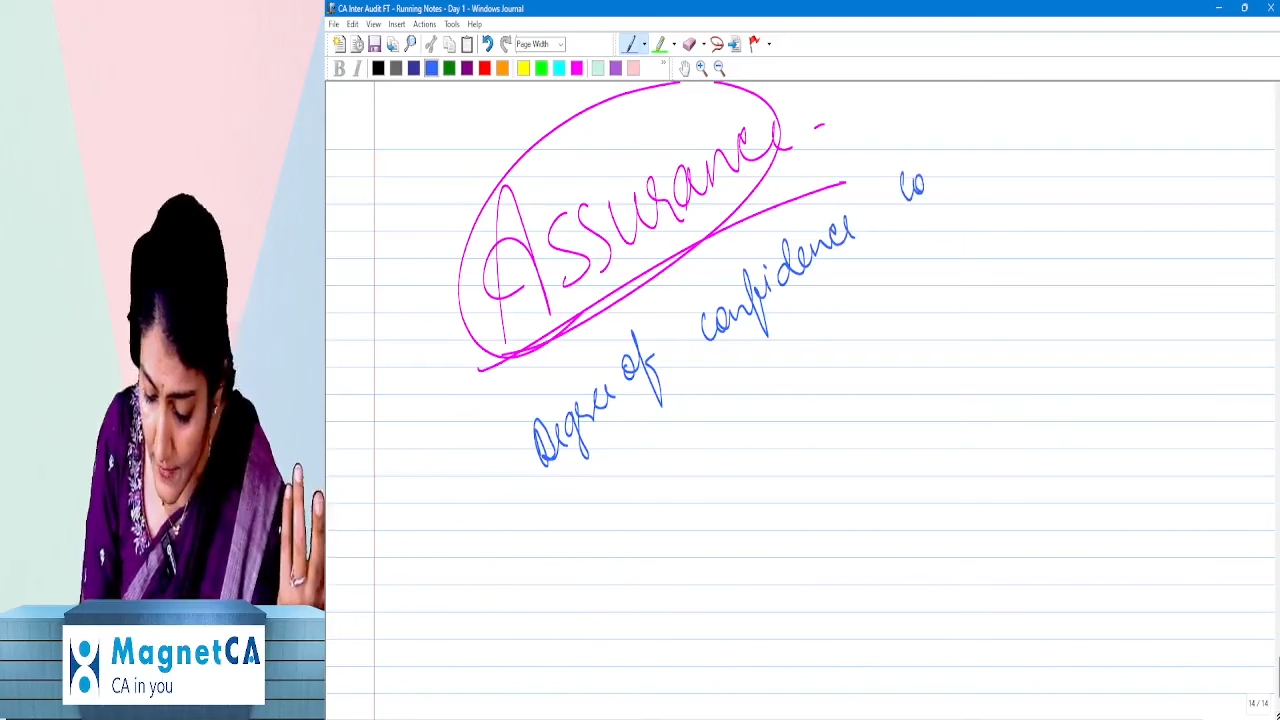 CA Inter Audit FT - Running Notes - Day 1 - Windows Journal
File Edit View Insert Actions Tools Help
Page Width
B I
Assurance -
Degree of confidence co
MagnetCA
CA in you
14 / 14